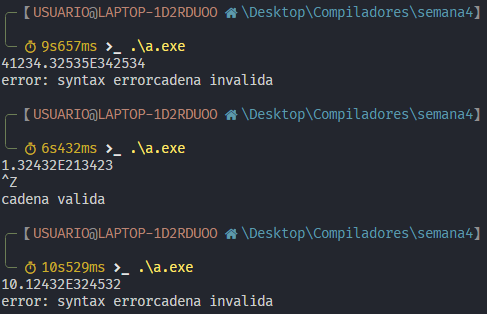 [USUARIO@LAPTOP-1D2RDUOO \Desktop\Compiladores\semana4]
9s657ms >_ .\a.exe
41234.32535E342534
error: syntax errorcadena invalida
[USUARIO@LAPTOP-1D2RDUOO \Desktop\Compiladores\semana4]
6s432ms >_ .\a.exe
1.32432E213423
^Z
cadena valida
[USUARIO@LAPTOP-1D2RDUOO \Desktop\Compiladores\semana4]
10s529ms >_ .\a.exe
10.12432E324532
error: syntax errorcadena invalida